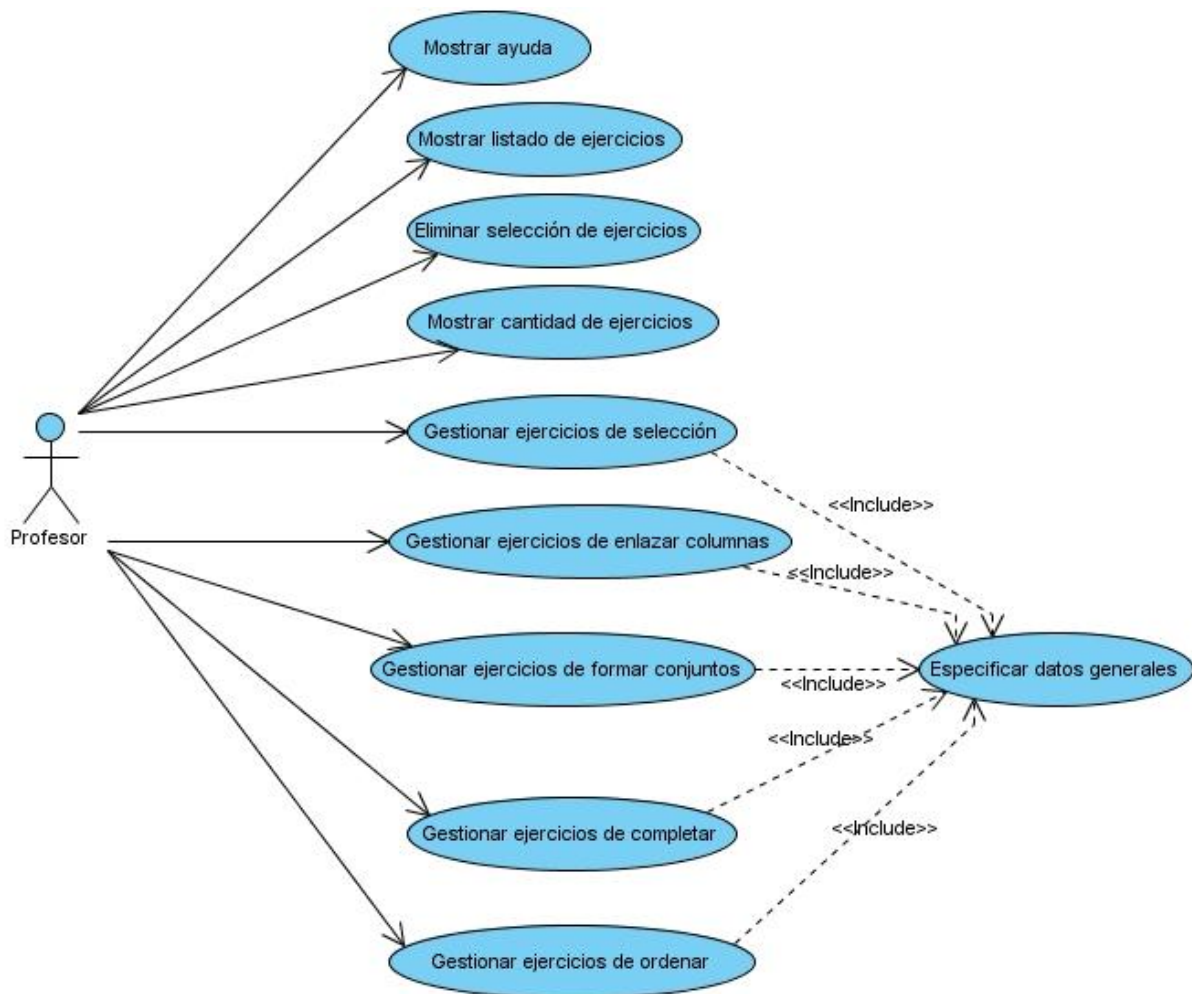 Mostrar ayuda
Mostrar listado de ejercicios
Eliminar selección de ejercicios
Mostrar cantidad de ejercicios
Gestionar ejercicios de selección
<<Include>>
Profesor
Gestionar ejercicios de enlazar columnas
<<Include>>
Gestionar ejercicios de formar conjuntos
<<Include>>
Especificar datos generales
<<Include>>
Gestionar ejercicios de completar
<<Include>>
Gestionar ejercicios de ordenar